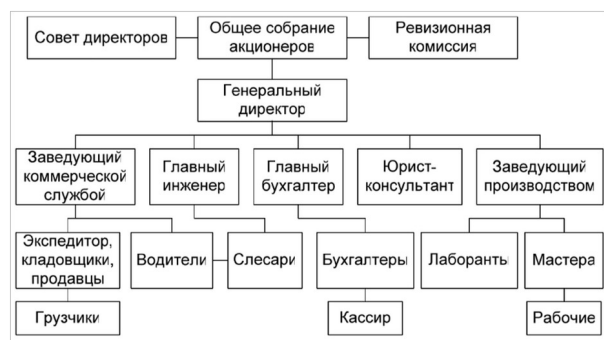 Совет директоров
Общее собрание
акционеров
Ревизионная
комиссия
Генеральный
директор
Заведующий
коммерческой
службой
Главный
инженер
Главный
бухгалтер
Юрист-
консультант
Заведующий
производством
Экспедитор,
кладовщики,
продавцы
Водители
Слесари
Бухгалтеры
Лаборанты
Мастера
Грузчики
Кассир
Рабочие